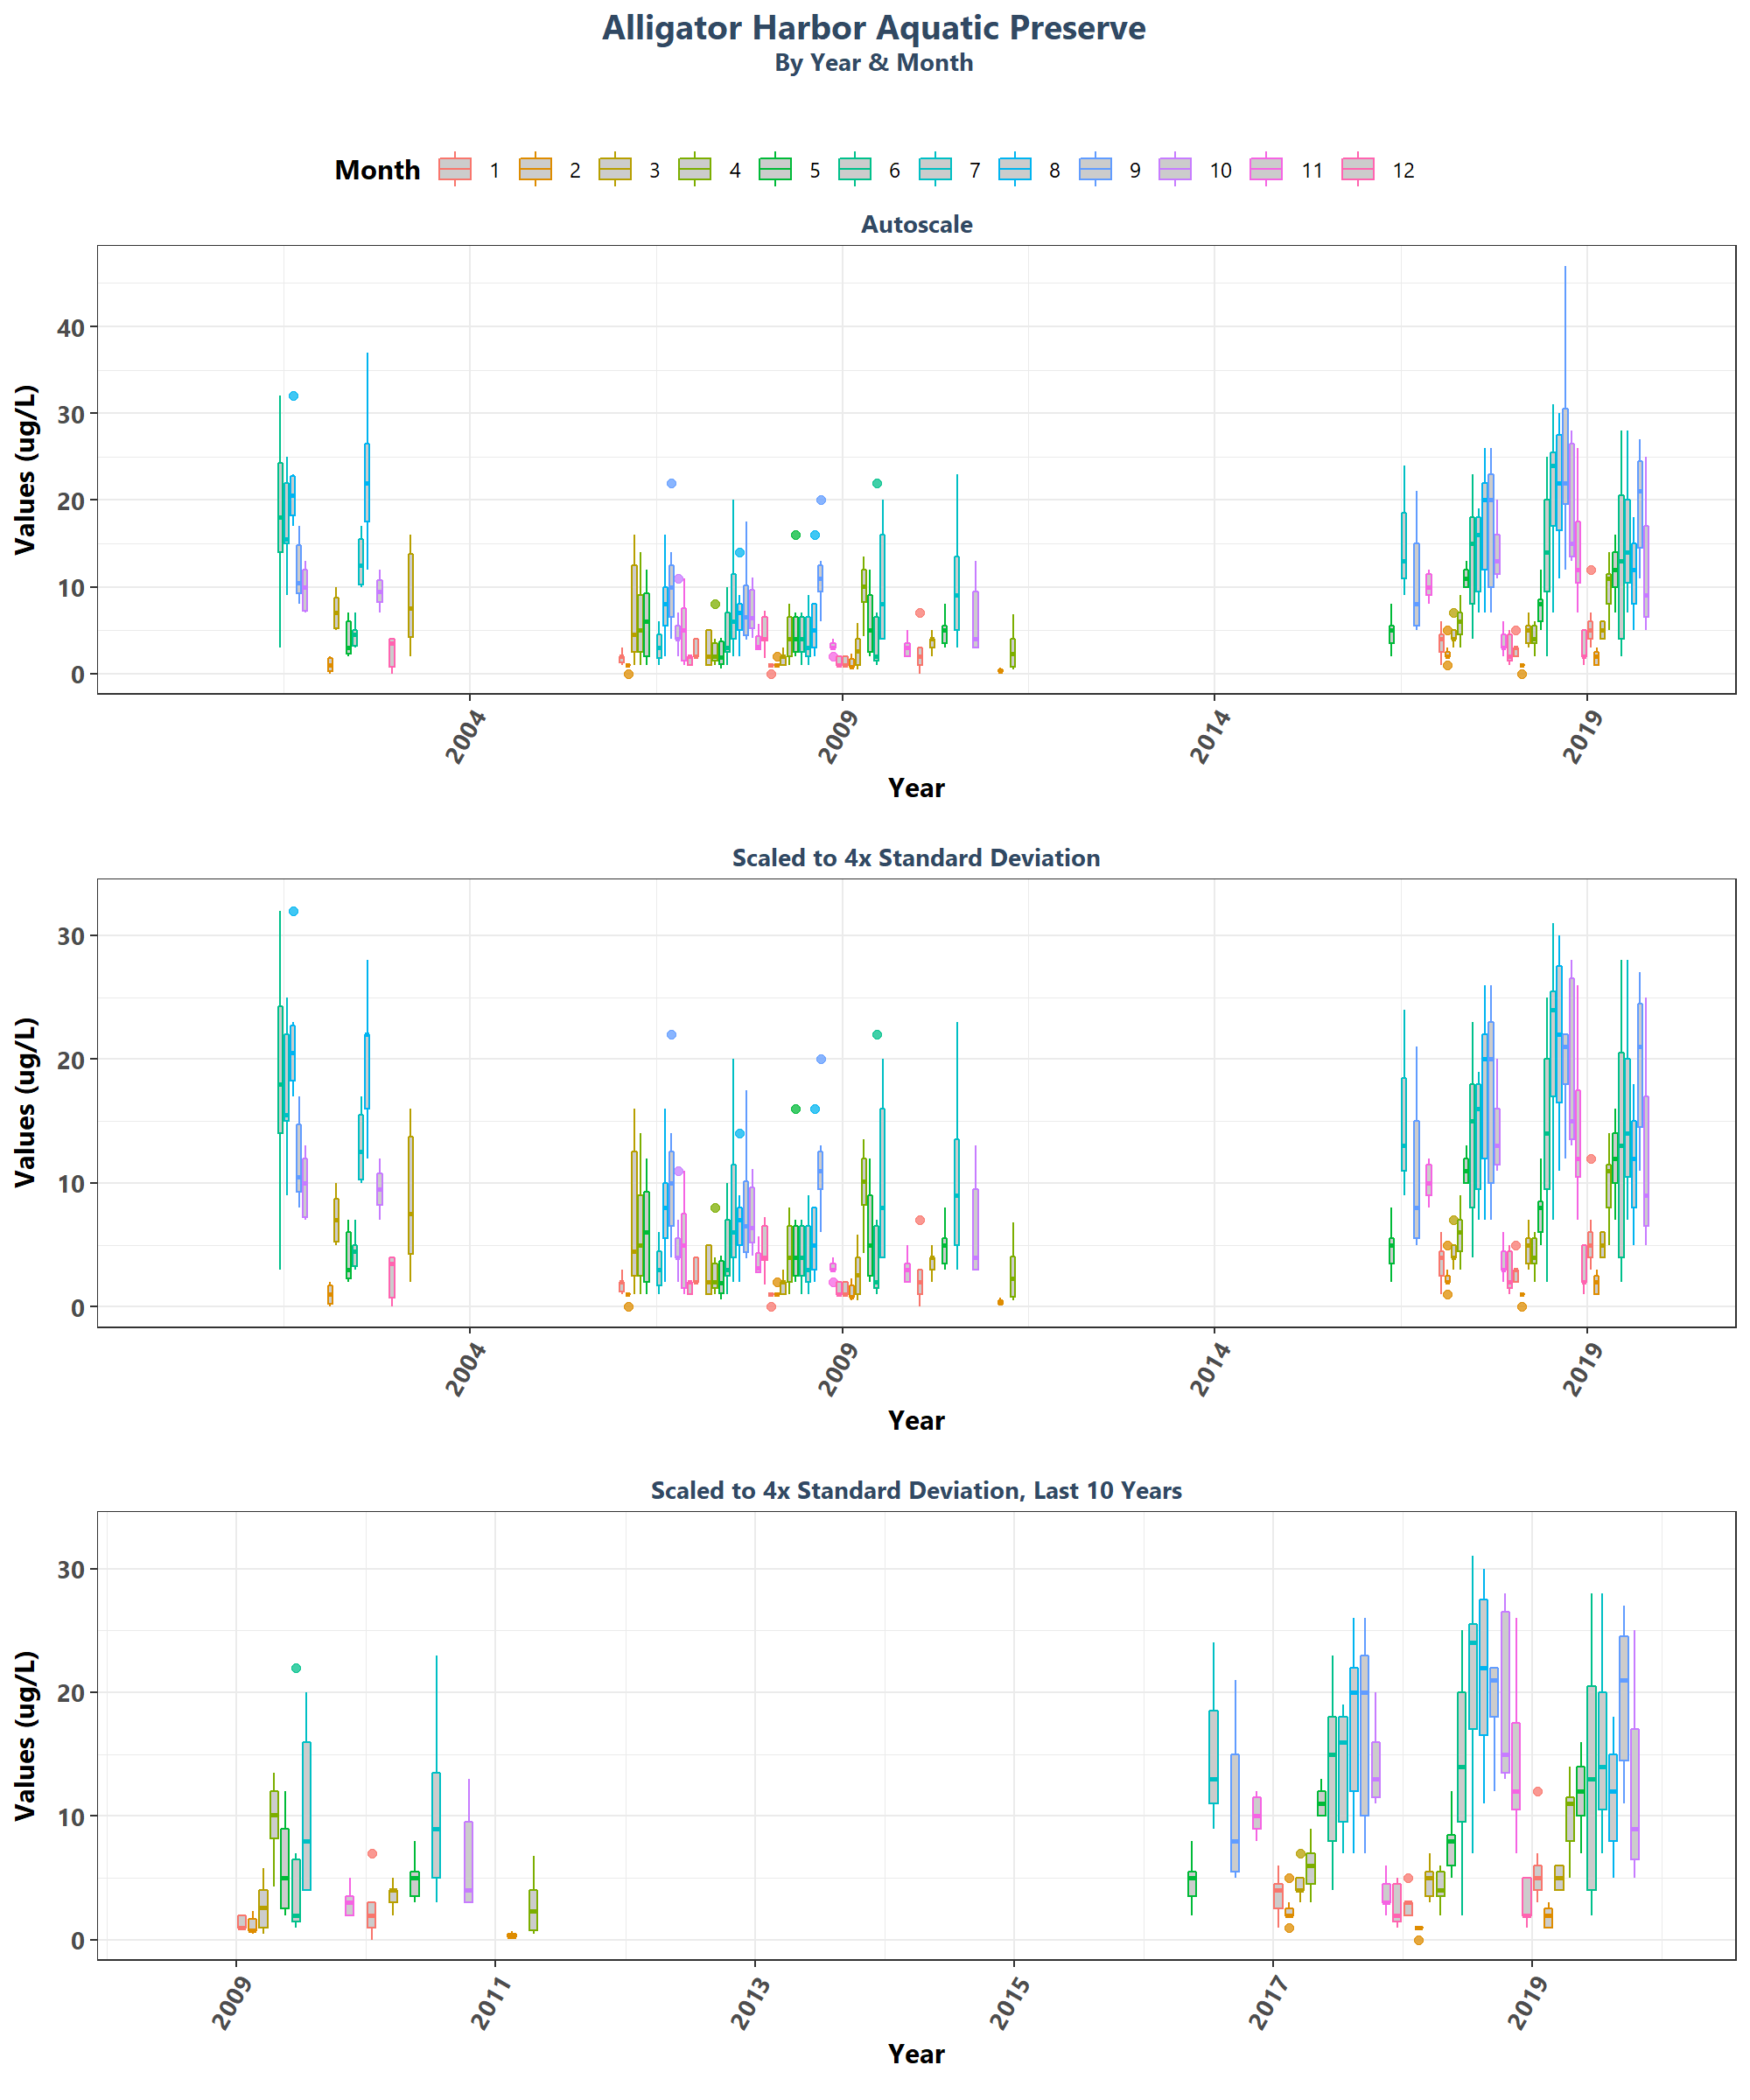 Alligator Harbor Aquatic Preserve
By Year & Month
Month 1 2 3 4 5 6 7 8 9 10 11 12
Autoscale
Values (ug/L)
40
30
20
10
0
2004 2009 2014 2019
Year
Scaled to 4x Standard Deviation
Values (ug/L)
30
20
10
0
2004 2009 2014 2019
Year
Scaled to 4x Standard Deviation, Last 10 Years
Values (ug/L)
30
20
10
0
2009 2011 2013 2015 2017 2019
Year